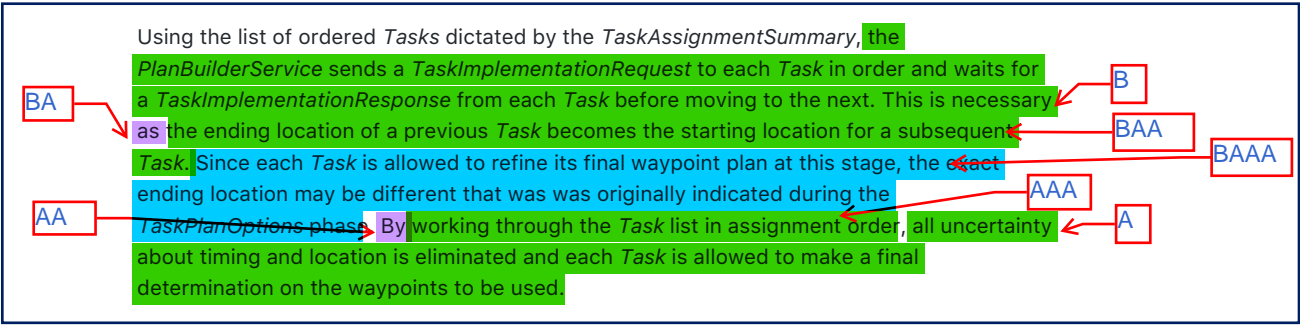 Using the list of ordered Tasks dictated by the TaskAssignmentSummary, the
PlanBuilderService sends a TaskImplementationRequest to each Task in order and waits for
B
BA
a TaskImplementationResponse from each Task before moving to the next. This is necessary
as the ending location of a previous Task becomes the starting location for a subsequent
BAA
Task. Since each Task is allowed to refine its final waypoint plan at this stage, the exact
BAAA
ending location may be different that was was originally indicated during the
AAA
AA
TaskPlanOptions phase. By working through the Task list in assignment order, all uncertainty
A
about timing and location is eliminated and each Task is allowed to make a final
determination on the waypoints to be used.